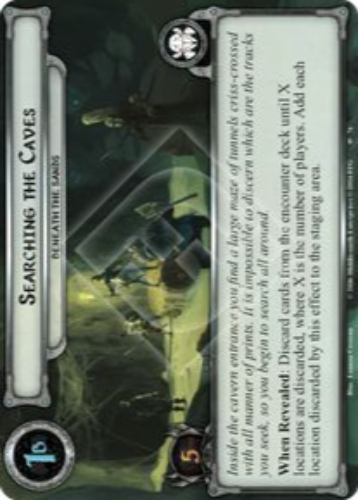 1B
SEARCHING THE CAVES
BENEATH THE SANDS
5
Inside the cavern entrance you find a large maze of tunnels criss-crossed
with all manner of prints. It is impossible to discern which are the tracks
you seek, so you begin to search all around.
When Revealed: Discard cards from the encounter deck until X
locations are discarded, where X is the number of players. Add each
location discarded by this effect to the staging area.